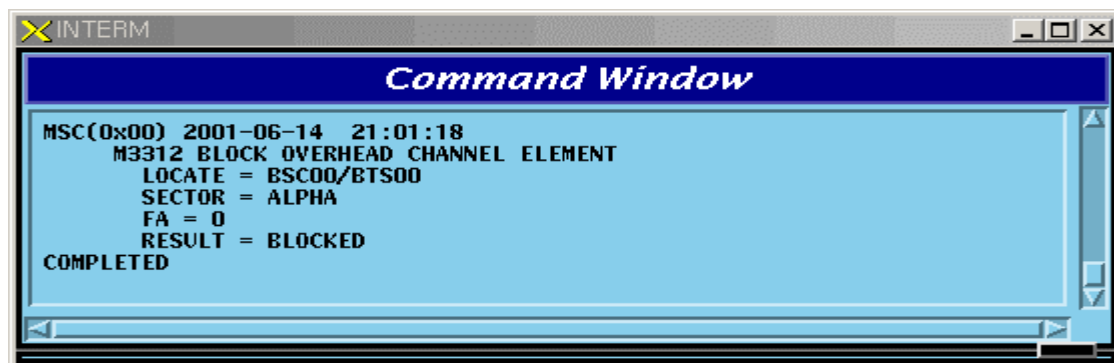 INTERM
Command Window
MSC(0x00) 2001-06-14 21:01:18
M3312 BLOCK OVERHEAD CHANNEL ELEMENT
LOCATE = BSC00/BTS00
SECTOR = ALPHA
FA = 0
RESULT = BLOCKED
COMPLETED